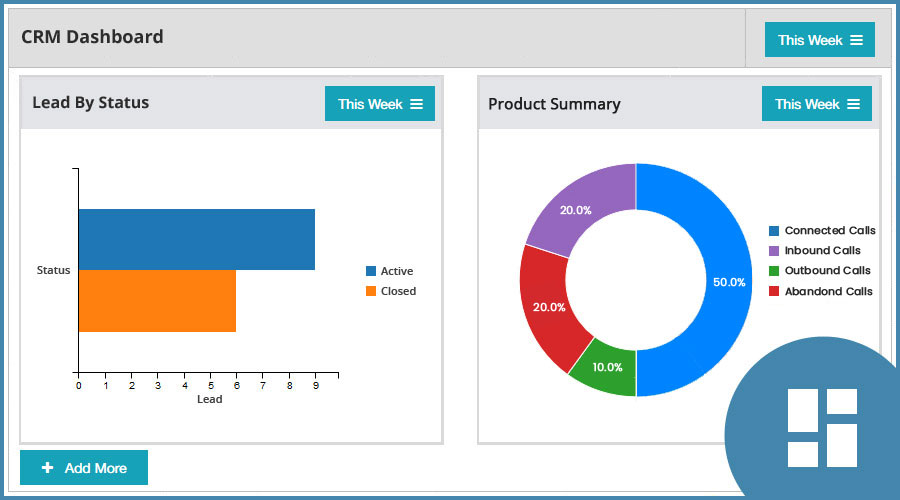 CRM Dashboard
This Week
Lead By Status
This Week
Status
Active
Closed
0 1 2 3 4 5 6 7 8 9
Lead
Product Summary
This Week
20.0%
50.0%
20.0%
10.0%
Connected Calls
Inbound Calls
Outbound Calls
Abandond Calls
Add More